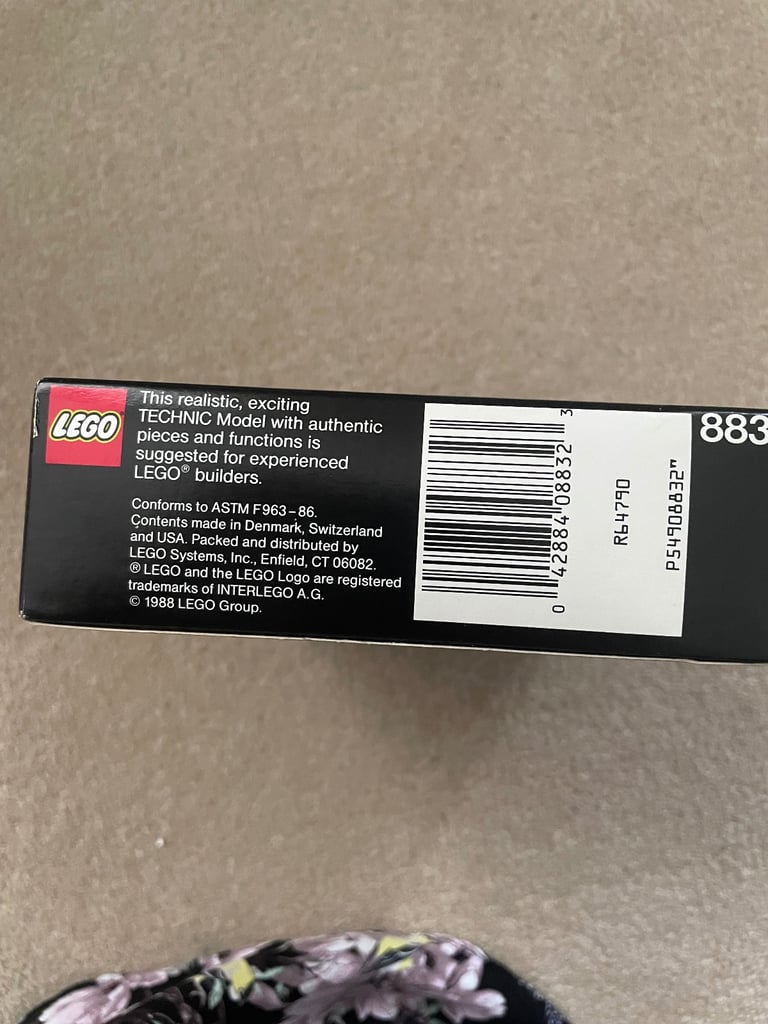 LEGO
This realistic, exciting
TECHNIC Model with authentic
pieces and functions is
suggested for experienced
LEGO® builders.
Conforms to ASTM F963-86.
Contents made in Denmark, Switzerland
and USA. Packed and distributed by
LEGO Systems, Inc., Enfield, CT 06082.
® LEGO and the LEGO Logo are registered
trademarks of INTERLEGO A.G.
© 1988 LEGO Group.
0 42884 08832 3
R64790
P54908832"
883